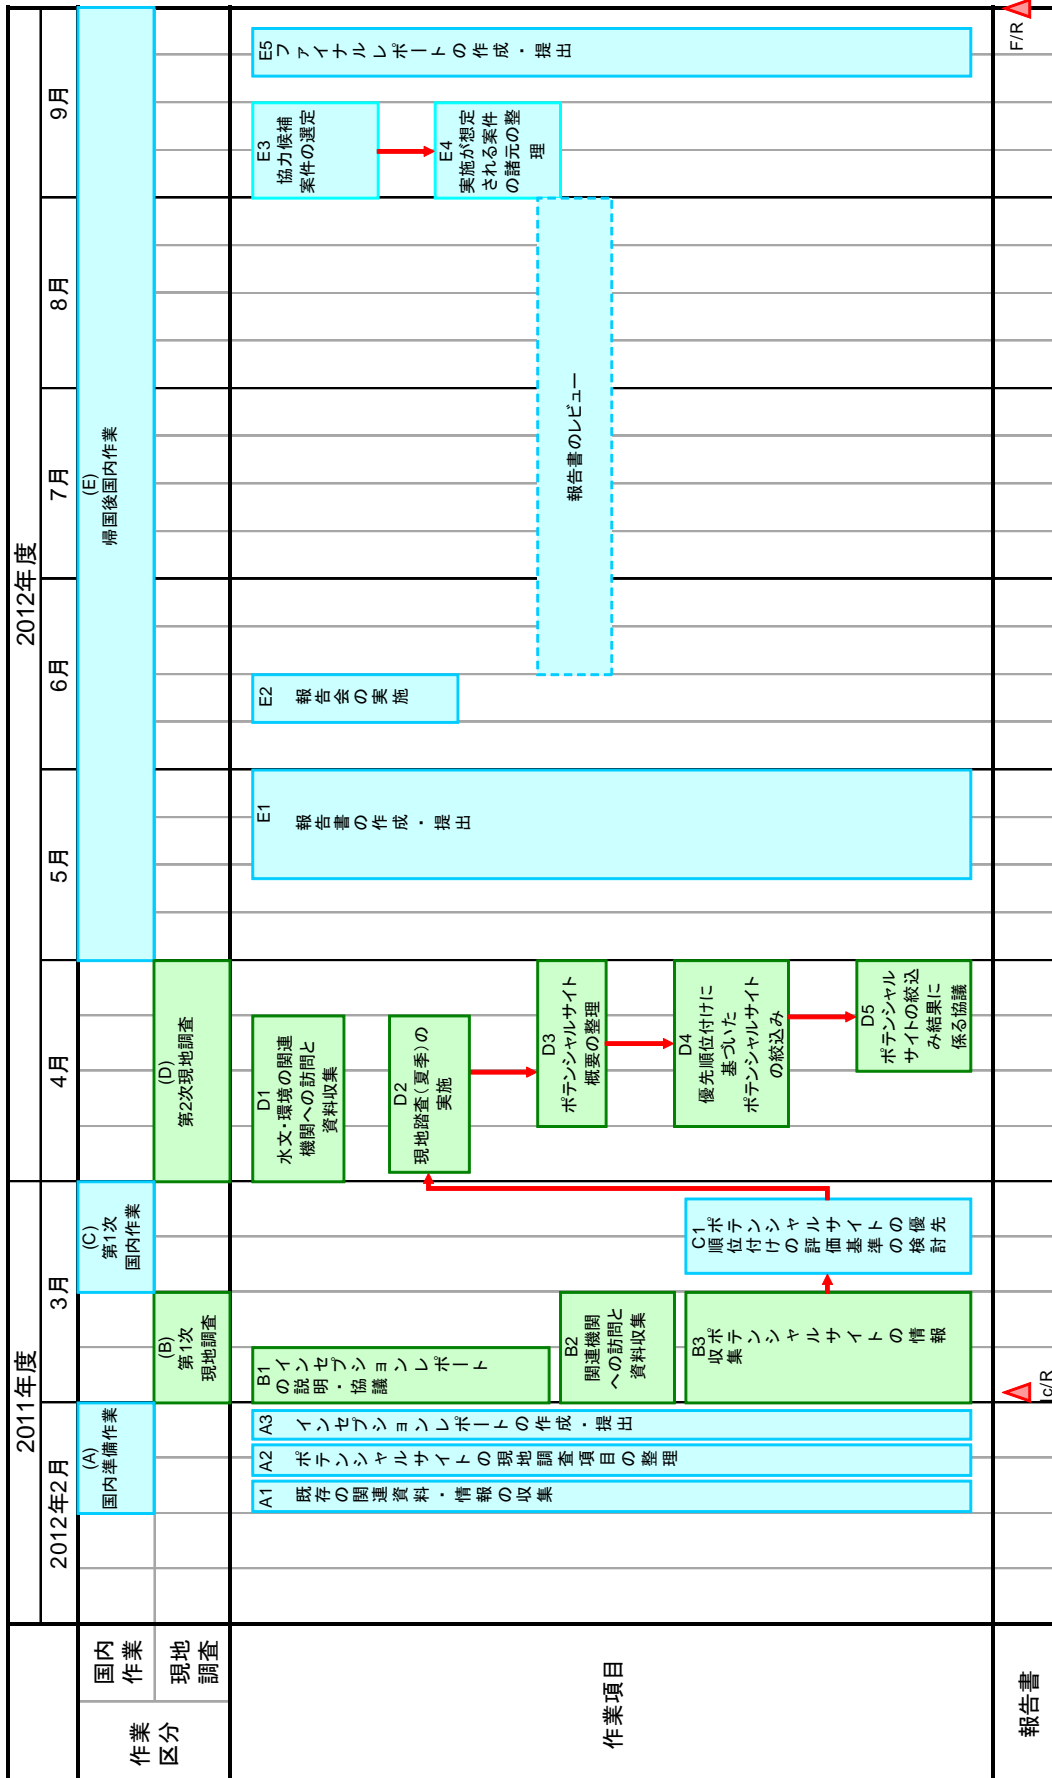 2011年度
2012年度
2012年2月
3月
4月
5月
6月
7月
8月
9月
作業
区分
国内
作業
現地
調査
(A)
国内準備作業
(B)
第1次
現地調査
(C)
第1次
国内作業
(D)
第2次現地調査
(E)
帰国後国内作業
作業項目
A1
既存の関連資料・情報の収集
A2
ポテンシャルサイトの現地調査項目の整理
A3
インセプションレポートの作成・提出
B1インセプションレポート
の説明・協議
B2
関連機関
への訪問と
資料収集
B3ポテンシャルサイトの情報
収集
C1ポテンシャルサイトの優先
順位付けの評価基準の検討
D1
水文・環境の関連
機関への訪問と
資料収集
D2
現地踏査(夏季)の
実施
D3
ポテンシャルサイト
概要の整理
D4
優先順位付けに
基づいた
ポテンシャルサイト
の絞込み
D5
ポテンシャル
サイトの絞込
み結果に
係る協議
E1
報告書の作成・提出
E2
報告会の実施
報告書のレビュー
E3
協力候補
案件の選定
E4
実施が想定
される案件
の諸元の整
理
E5
ファイナルレポートの作成・提出
報告書
Ic/R
F/R